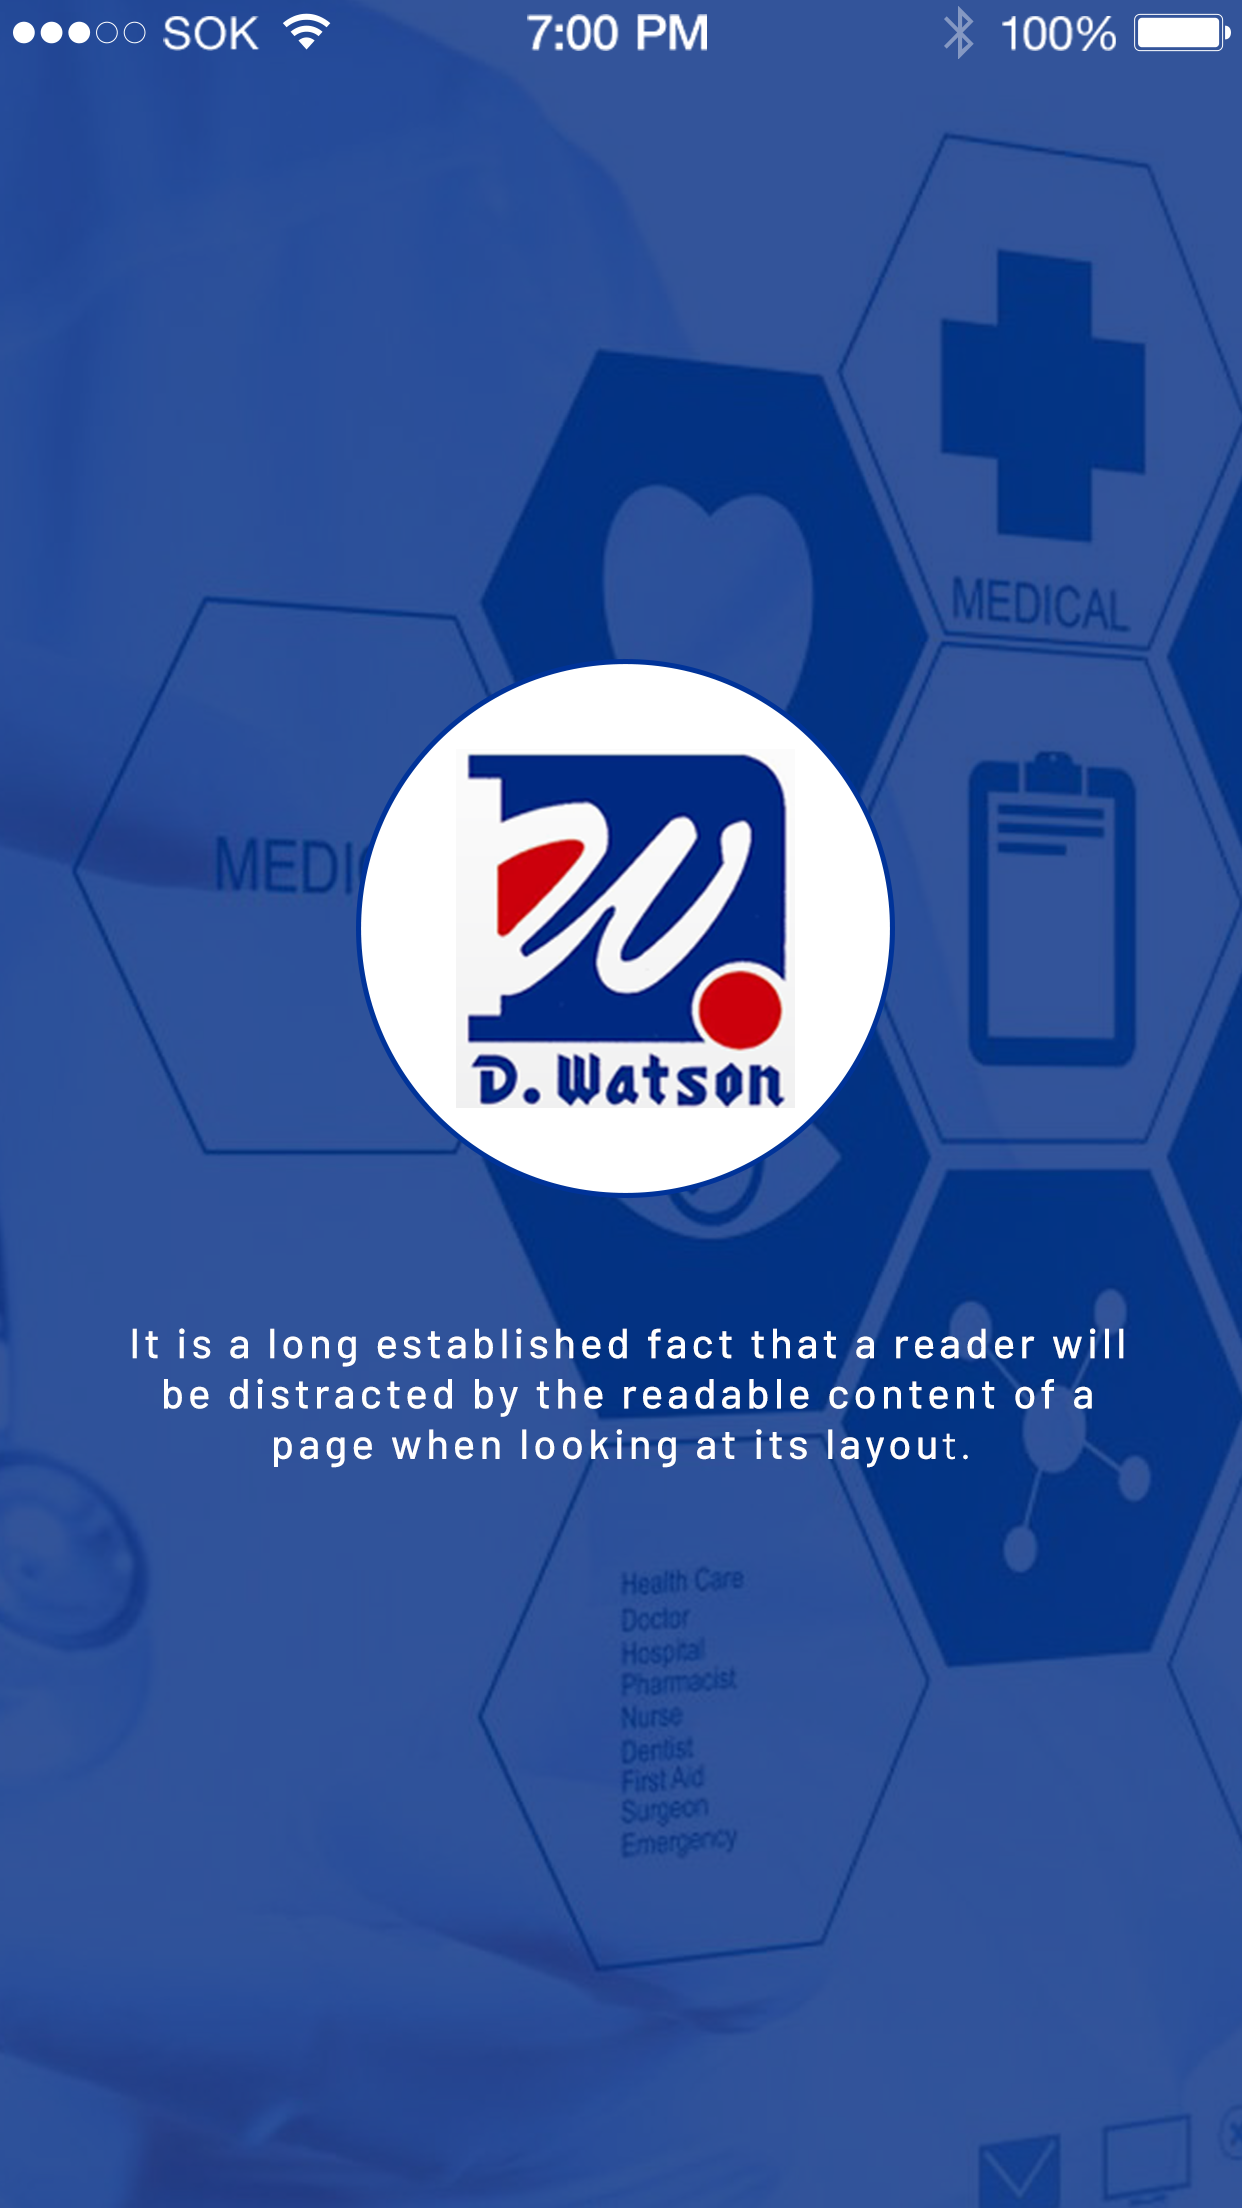 SOK
7:00 PM
100%
MEDICAL
MEDIC
D. Watson
It is a long established fact that a reader will
be distracted by the readable content of a
page when looking at its layout.
Health Care
Doctor
Hospital
Pharmacist
Nurse
Dentist
First Aid
Surgeon
Emergency